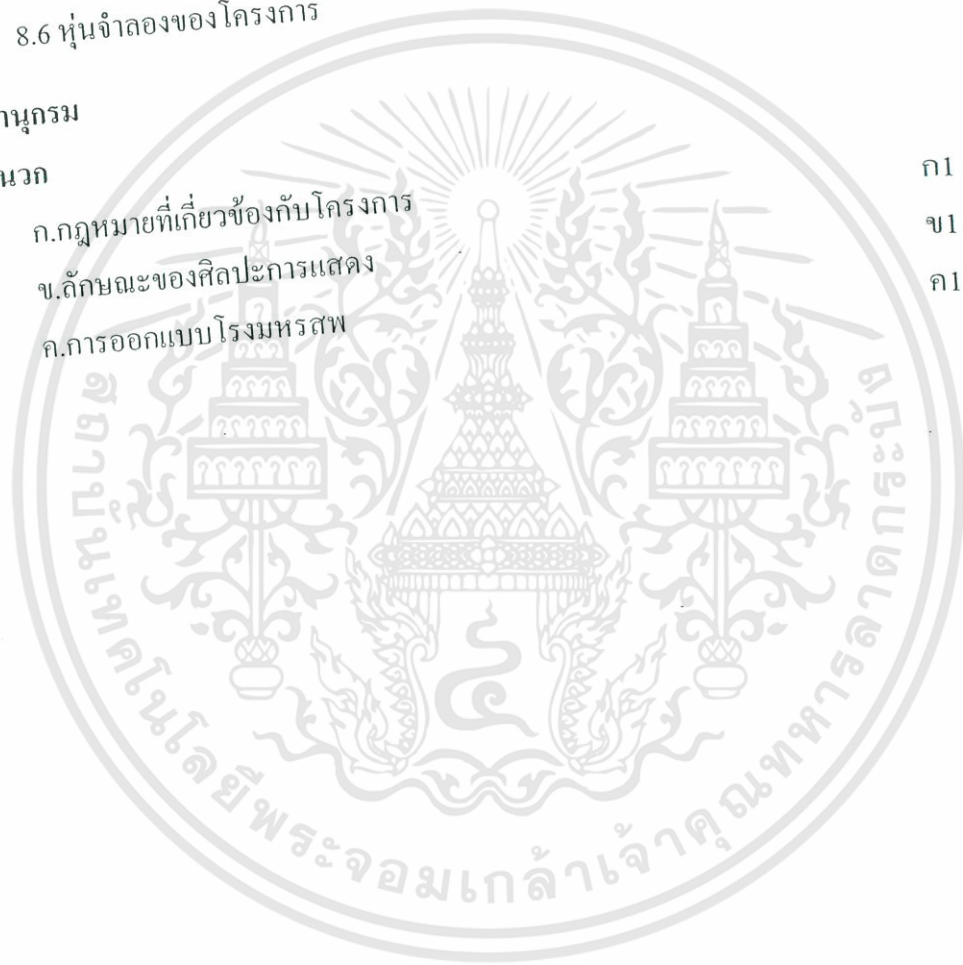 8.6 หุ่นจำลองของโครงการ
านุกรม
นวก
ก.กฎหมายที่เกี่ยวข้องกับโครงการ ก1
ข.ลักษณะของศิลปะการแสดง ข1
ค.การออกแบบโรงมหรสพ ค1
สถาบันเทคโนโลยีพระจอมเกล้าเจ้าคุณทหารลาดกระบัง
๔